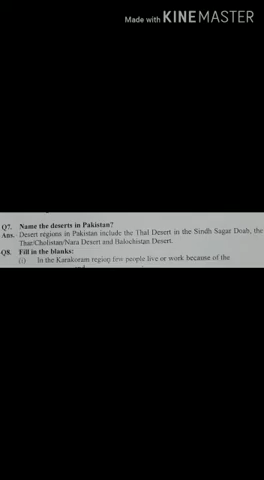 Made with KINEMASTER
Q7. Name the deserts in Pakistan?
Ans. Desert regions in Pakistan include the Thal Desert in the Sindh Sagar Doab, the
Thar/Cholistan/Nara Desert and Balochistan Desert.
Q8. Fill in the blanks:
(i) In the Karakoram region few people live or work because of the
and